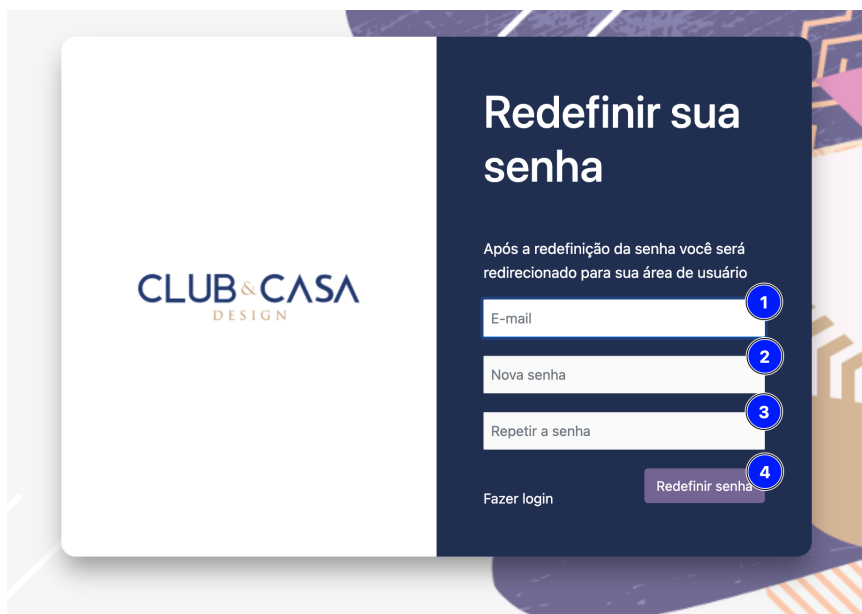 Redefinir sua
senha
Após a redefinição da senha você será
redirecionado para sua área de usuário
CLUB&CASA
DESIGN
1
E-mail
2
Nova senha
3
Repetir a senha
4
Redefinir senha
Fazer login